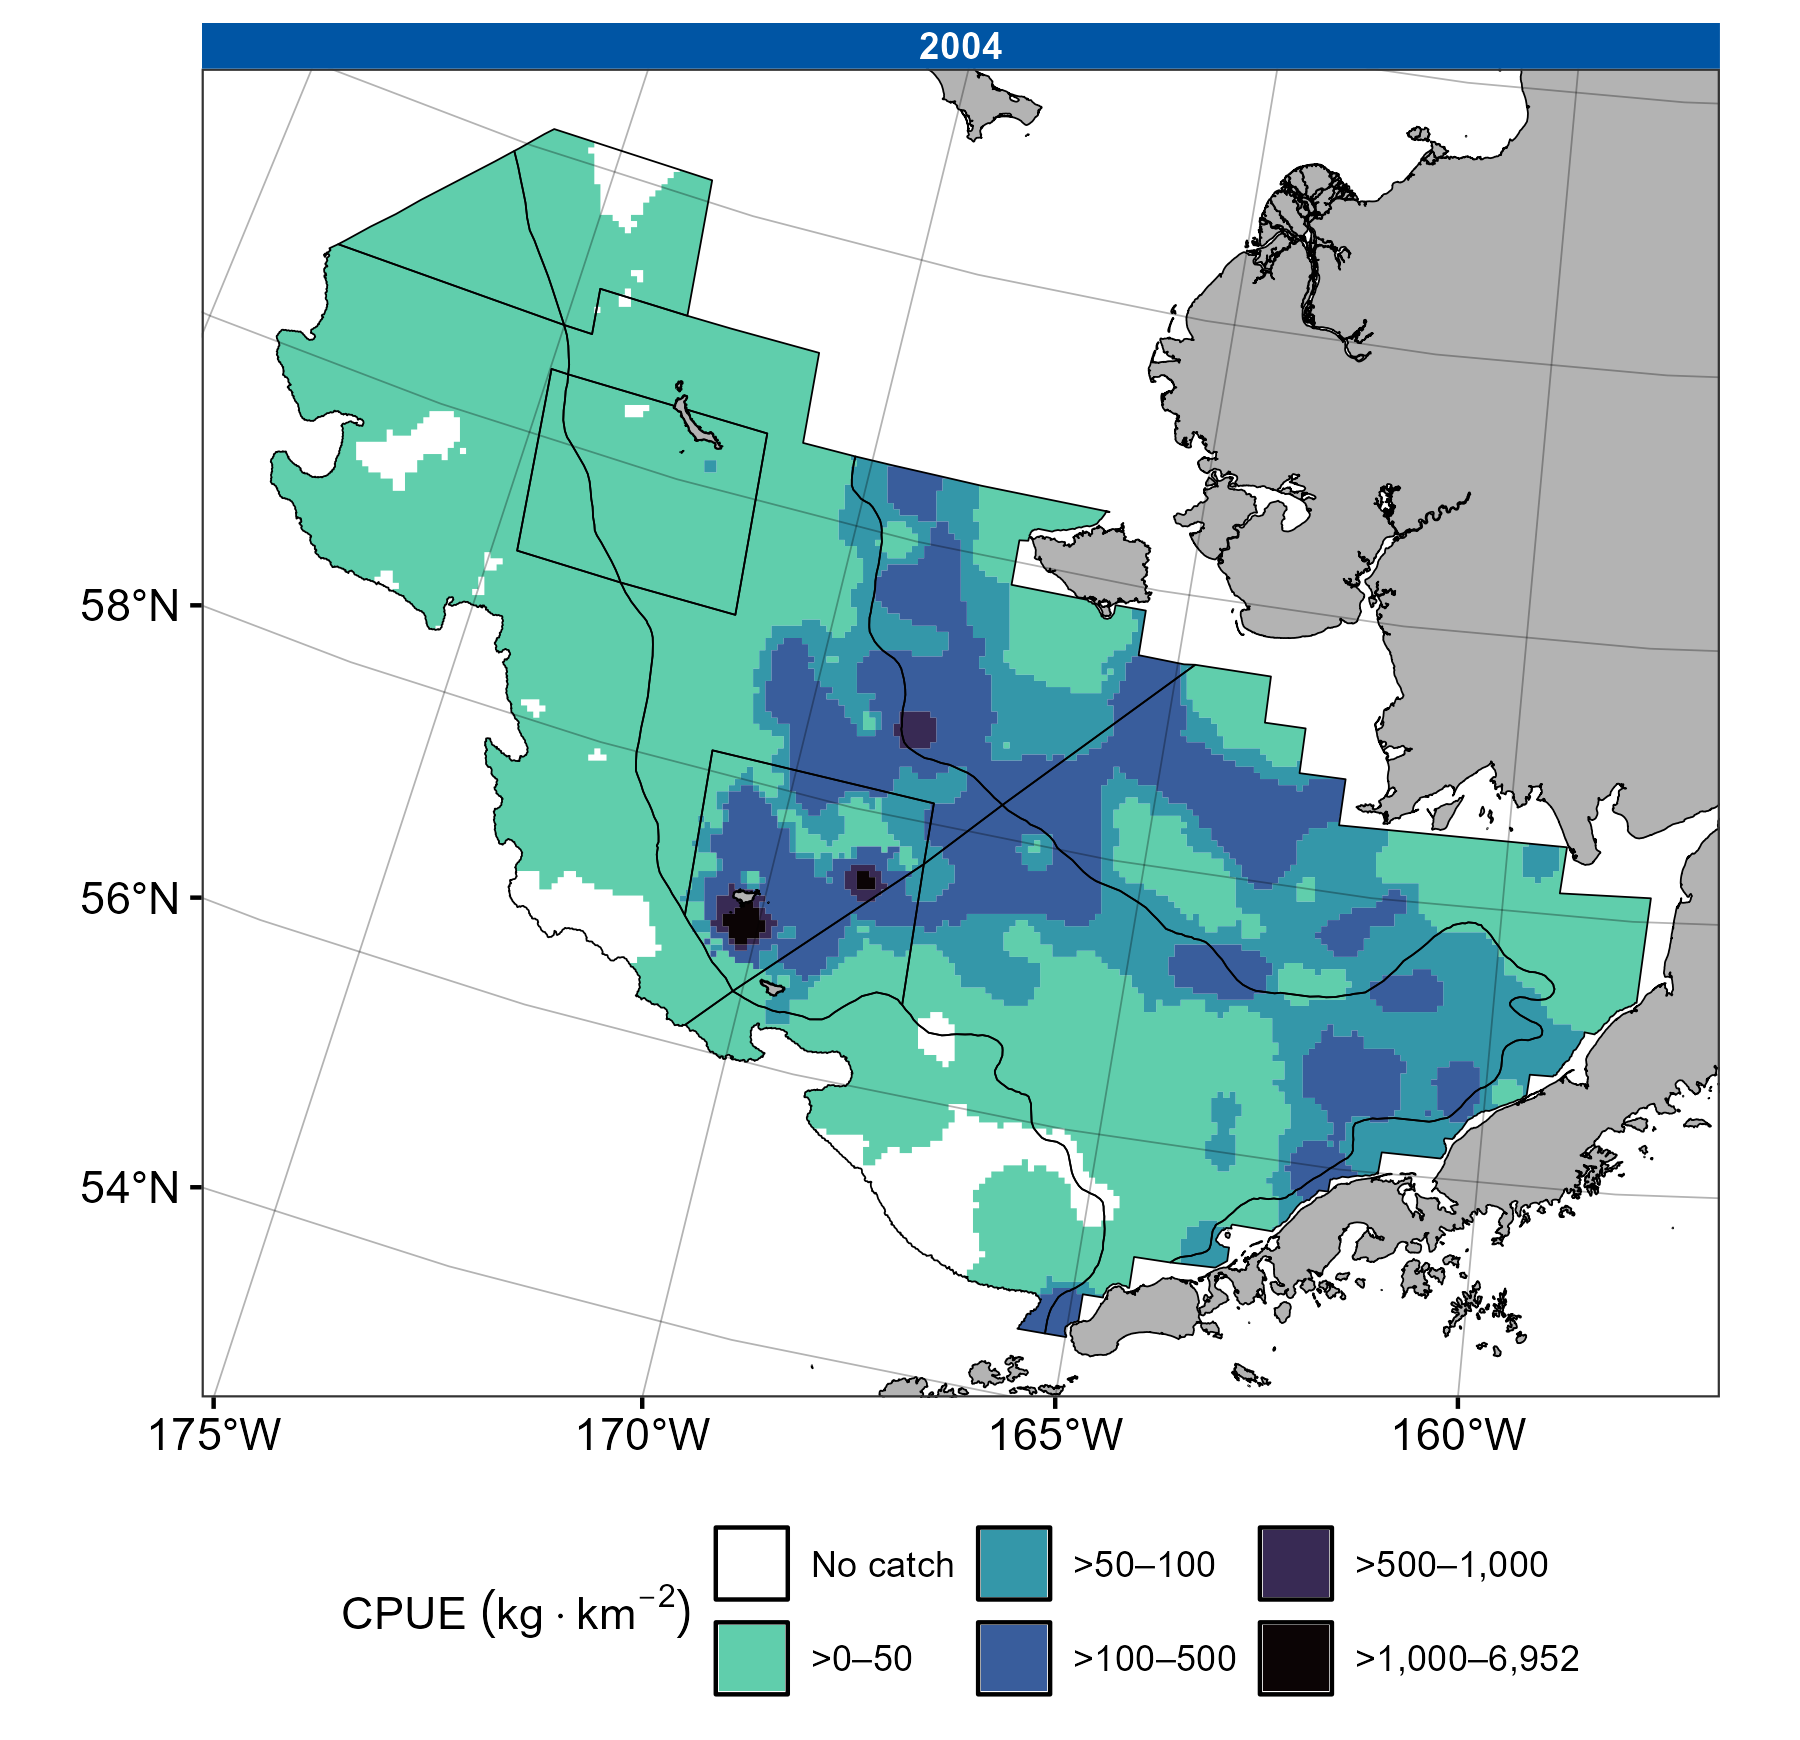 2004
58°N
56°N
54°N
175°W 170°W 165°W 160°W
CPUE (kg · km⁻²)
No catch
>0–50
>50–100
>100–500
>500–1,000
>1,000–6,952